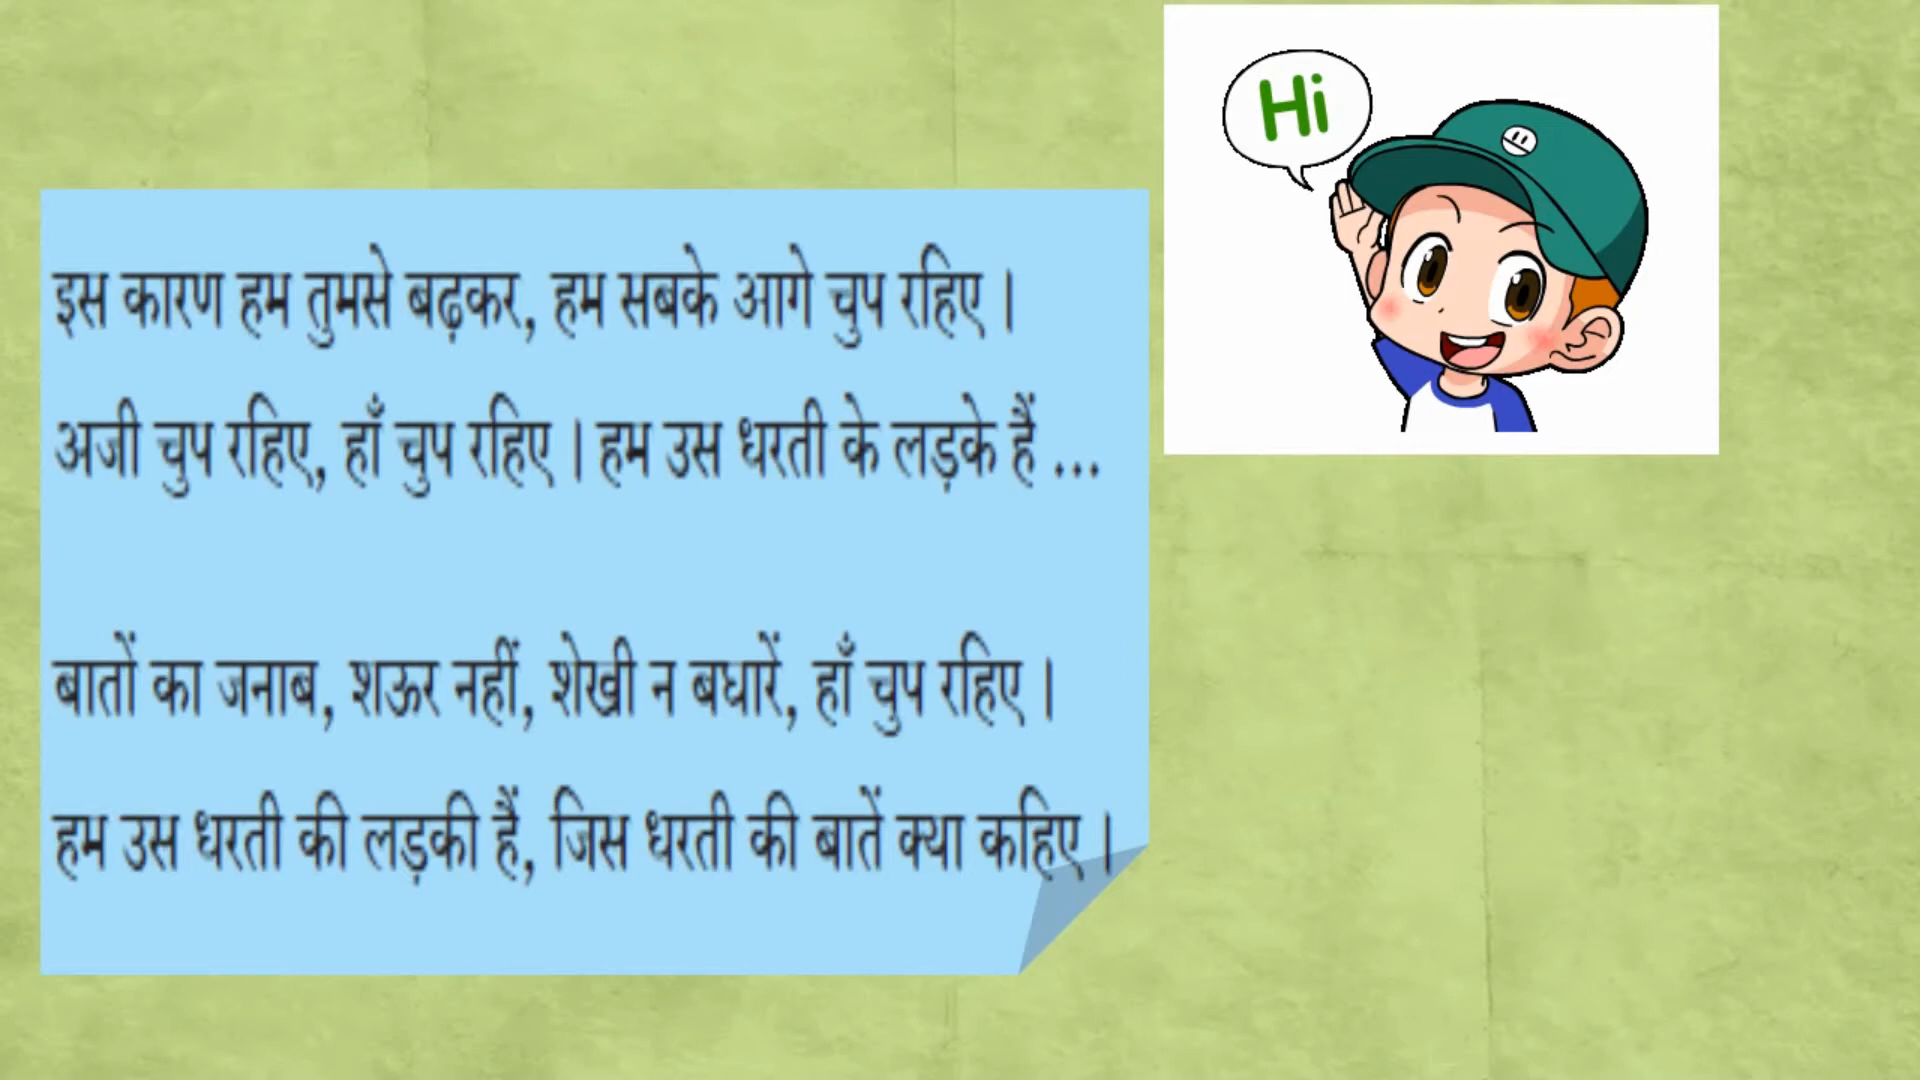 Hi
इस कारण हम तुमसे बढ़कर, हम सबके आगे चुप रहिए ।
अजी चुप रहिए, हाँ चुप रहिए । हम उस धरती के लड़के हैं ...
बातों का जनाब, शऊर नहीं, शेखी न बघारें, हाँ चुप रहिए ।
हम उस धरती की लड़की हैं, जिस धरती की बातें क्या कहिए ।